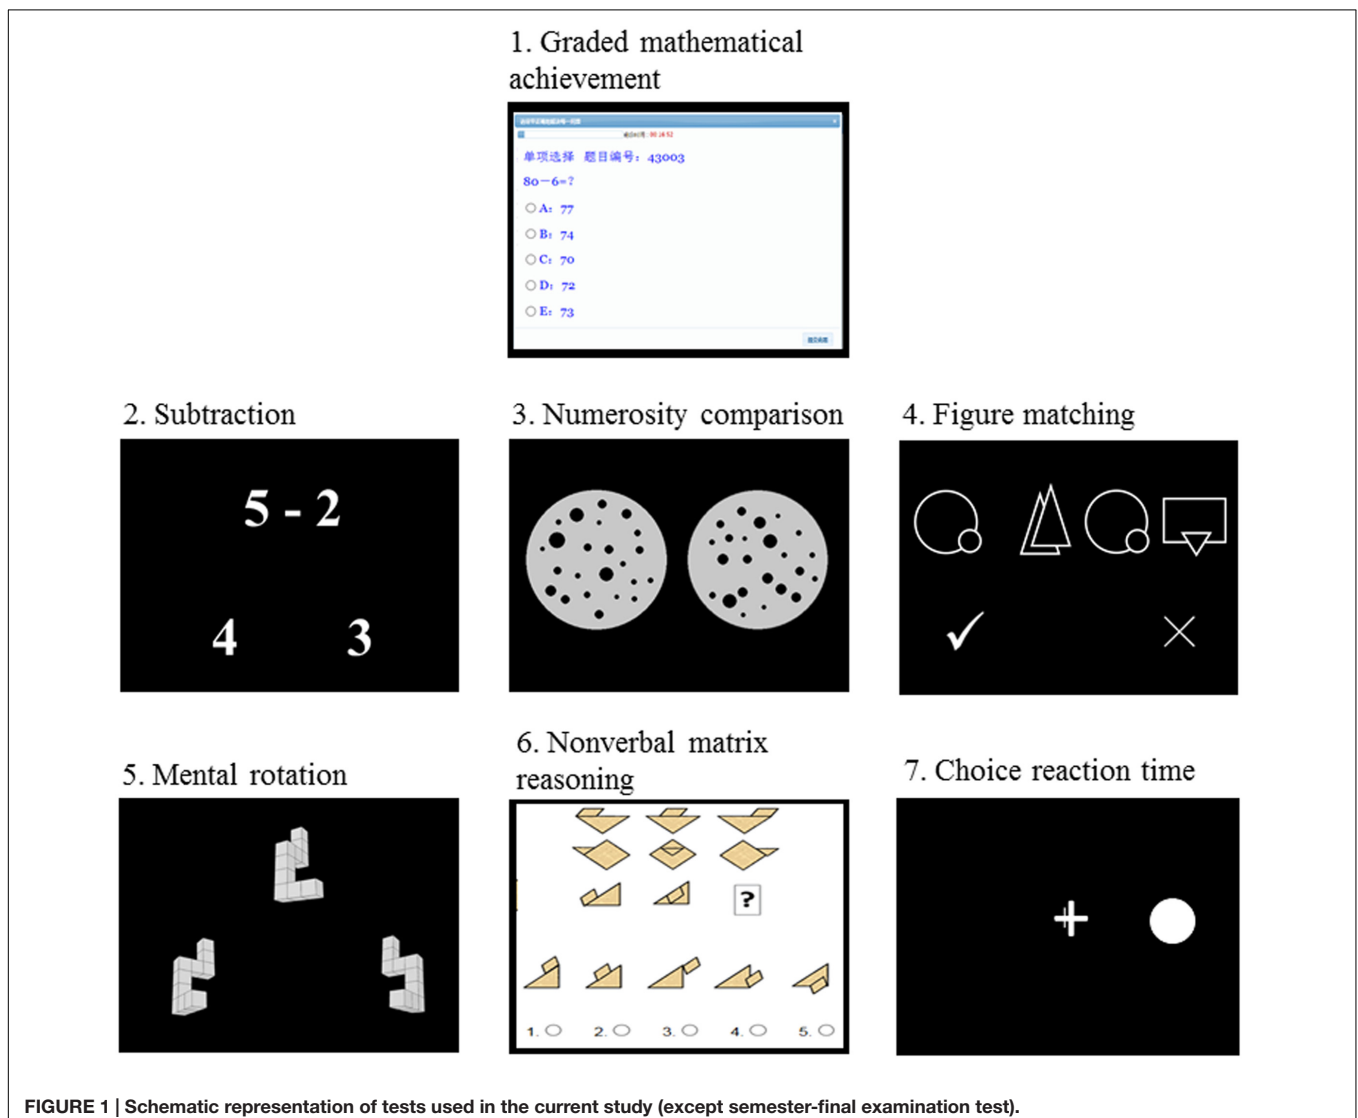 1. Graded mathematical
achievement
单项选择 题目编号：43003
80－6=?
A：77
B：74
C：70
D：72
E：73
2. Subtraction
3. Numerosity comparison
4. Figure matching
5 - 2
4 3
5. Mental rotation
6. Nonverbal matrix
reasoning
7. Choice reaction time
?
1. 2. 3. 4. 5.
FIGURE 1 | Schematic representation of tests used in the current study (except semester-final examination test).